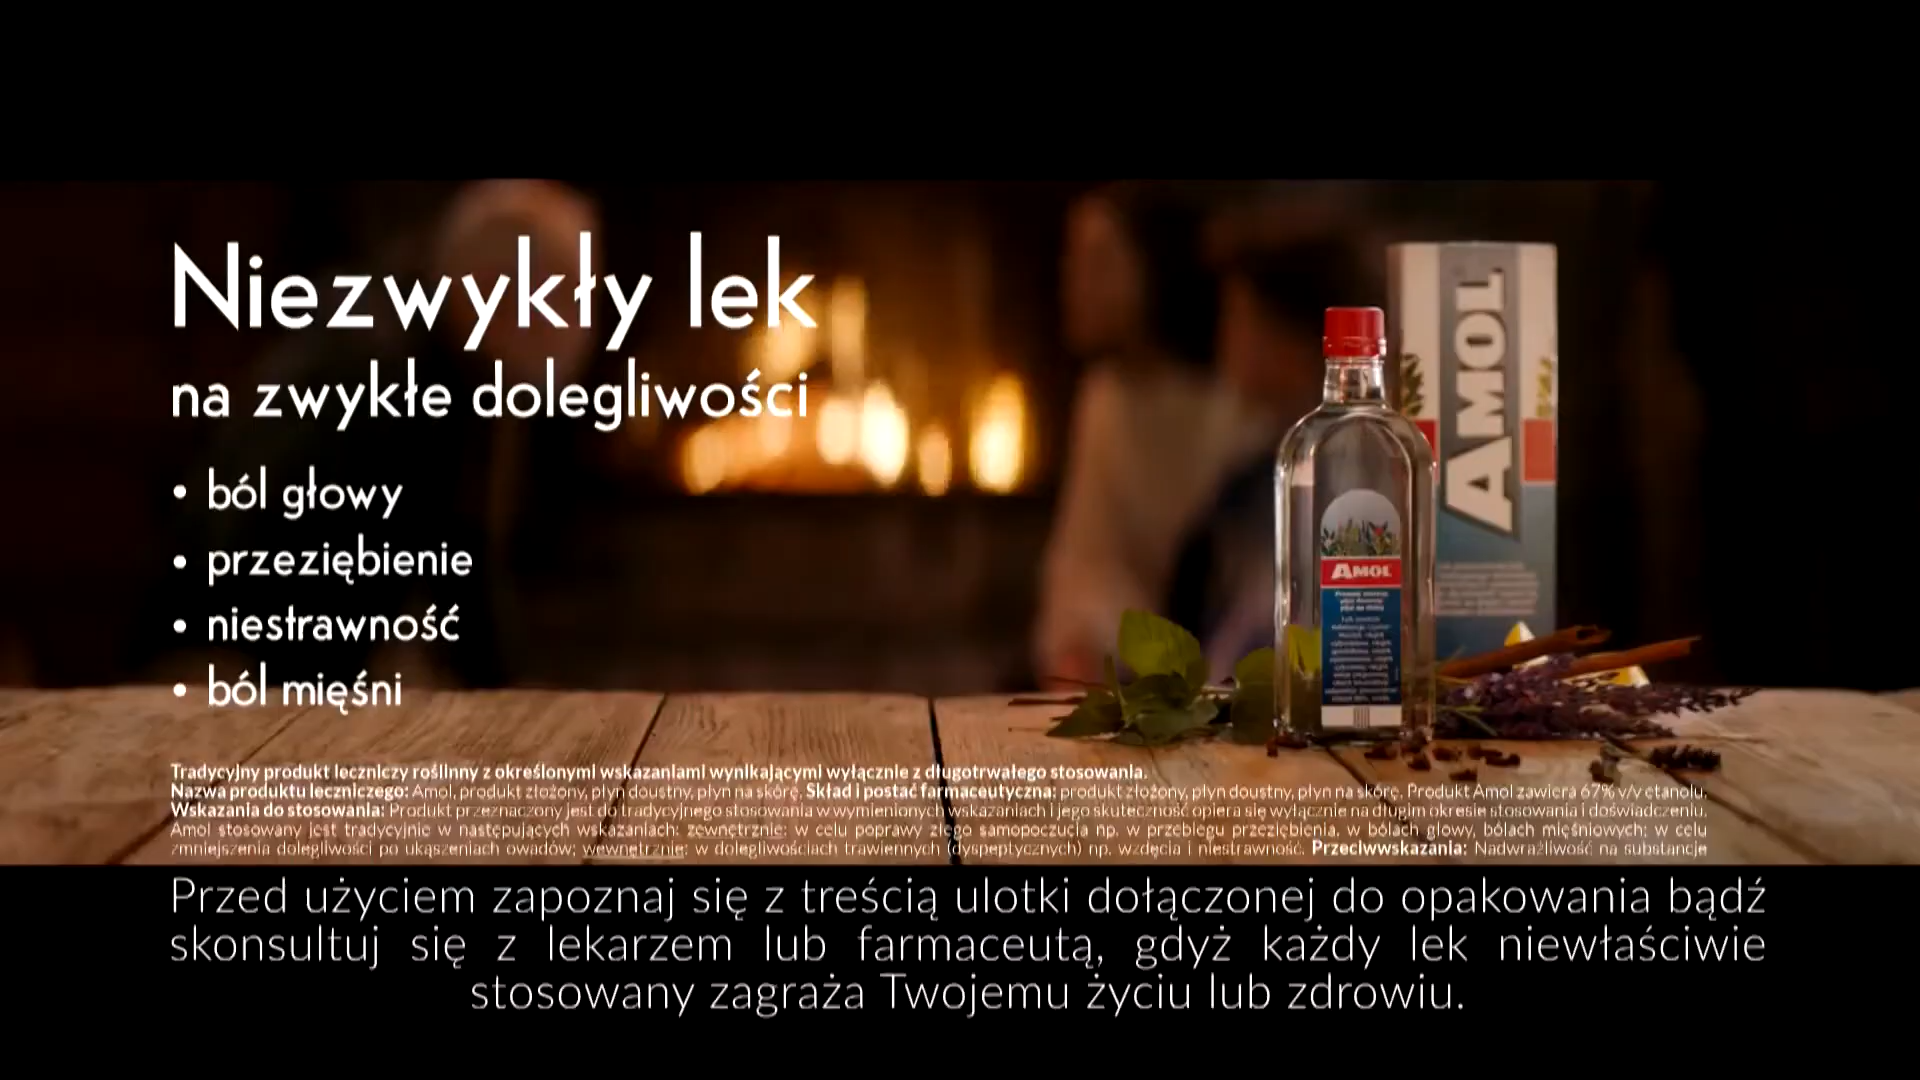 Niezwykły lek
na zwykłe dolegliwości
• ból głowy
• przeziębienie
• niestrawność
• ból mięśni
AMOL
AMOL
Tradycyjny produkt leczniczy roślinny z określonymi wskazaniami wynikającymi wyłącznie z długotrwałego stosowania.
Nazwa produktu leczniczego: Amol, produkt złożony, płyn doustny, płyn na skórę. Skład i postać farmaceutyczna: produkt złożony, płyn doustny, płyn na skórę. Produkt Amol zawiera 67% v/v etanolu.
Wskazania do stosowania: Produkt przeznaczony jest do tradycyjnego stosowania w wymienionych wskazaniach i jego skuteczność opiera się wyłącznie na długim okresie stosowania i doświadczeniu.
Amol stosowany jest tradycyjnie w następujących wskazaniach: zewnętrznie: w celu poprawy złego samopoczucia np. w przebiegu przeziębienia, w bólach głowy, bólach mięśniowych; w celu
zmniejszenia dolegliwości po ukąszeniach owadów; wewnętrznie: w dolegliwościach trawiennych (dyspeptycznych) np. wzdęcia i niestrawność. Przeciwwskazania: Nadwrażliwość na substancje
Przed użyciem zapoznaj się z treścią ulotki dołączonej do opakowania bądź
skonsultuj się z lekarzem lub farmaceutą, gdyż każdy lek niewłaściwie
stosowany zagraża Twojemu życiu lub zdrowiu.